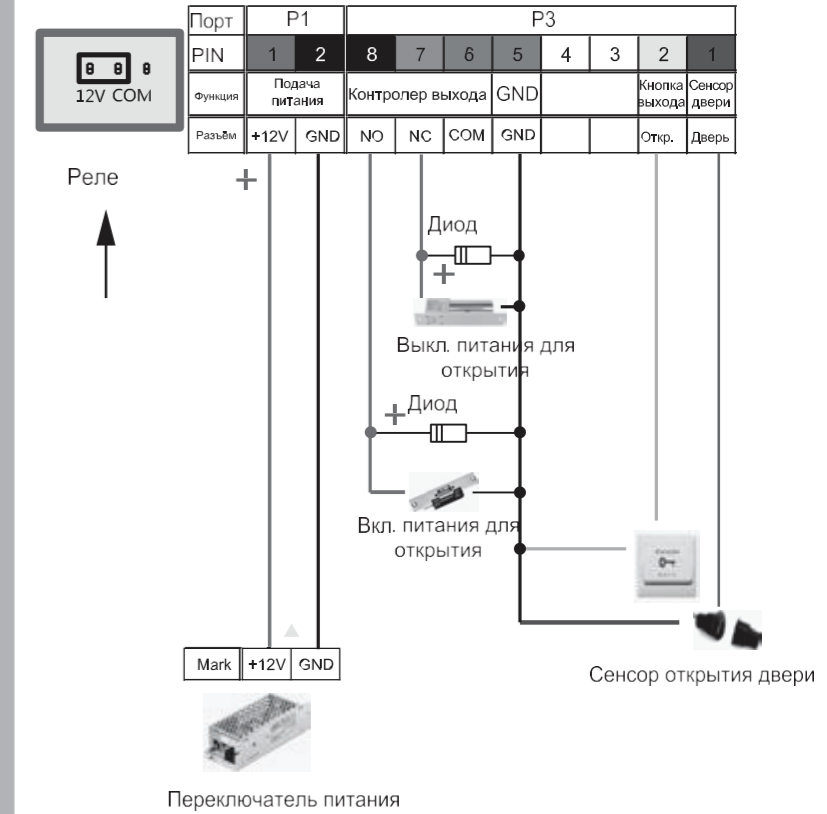 Порт P1 P3
PIN 1 2 8 7 6 5 4 3 2 1
12V COM
Функция Подача питания Контролер выхода GND Кнопка выхода Сенсор двери
Разъём +12V GND NO NC COM GND Откр. Дверь
Реле
+
Диод
+
Выкл. питания для
открытия
+ Диод
Вкл. питания для
открытия
Mark +12V GND
Сенсор открытия двери
Переключатель питания